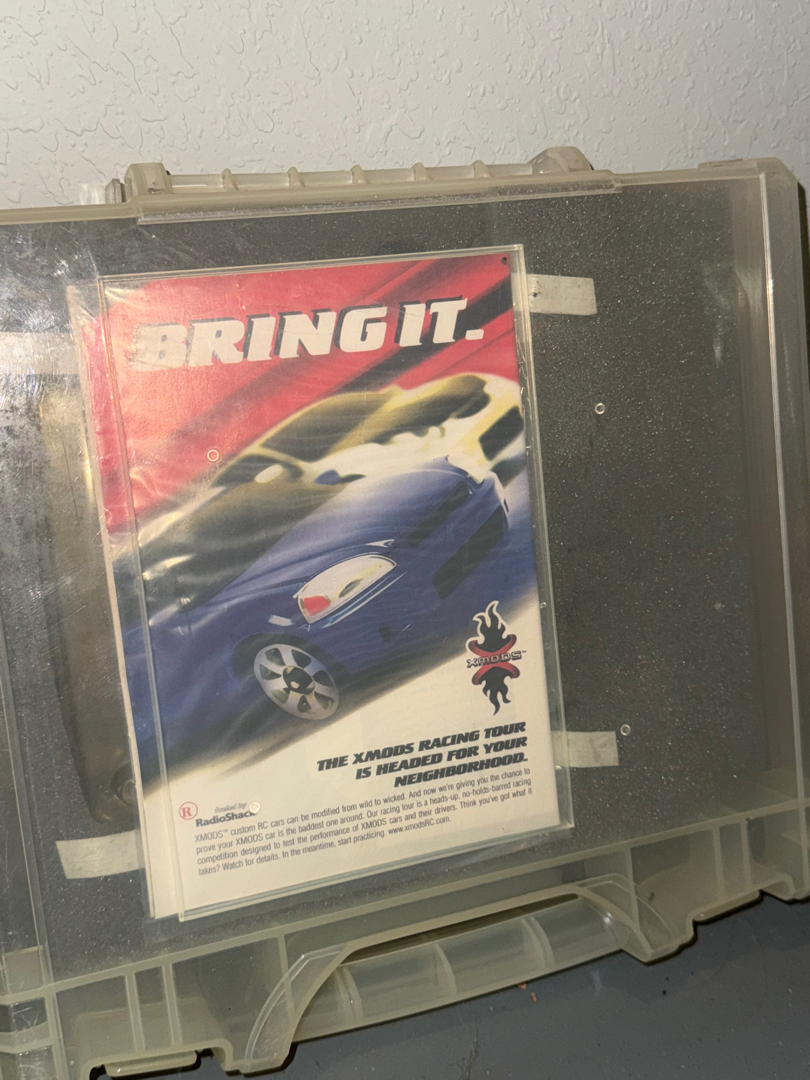 BRING IT.
XMODS™
THE XMODS RACING TOUR
IS HEADED FOR YOUR
NEIGHBORHOOD.
R
RadioShack
XMODS™ custom RC cars can be modified from wild to wicked. And now we're giving you the chance to
prove your XMODS car is the baddest one around. Our racing tour is a heads-up, no-holds-barred racing
competition designed to test the performance of XMODS cars and their drivers. Think you've got what it
takes? Watch for details. In the meantime, start practicing. www.xmodsRC.com.